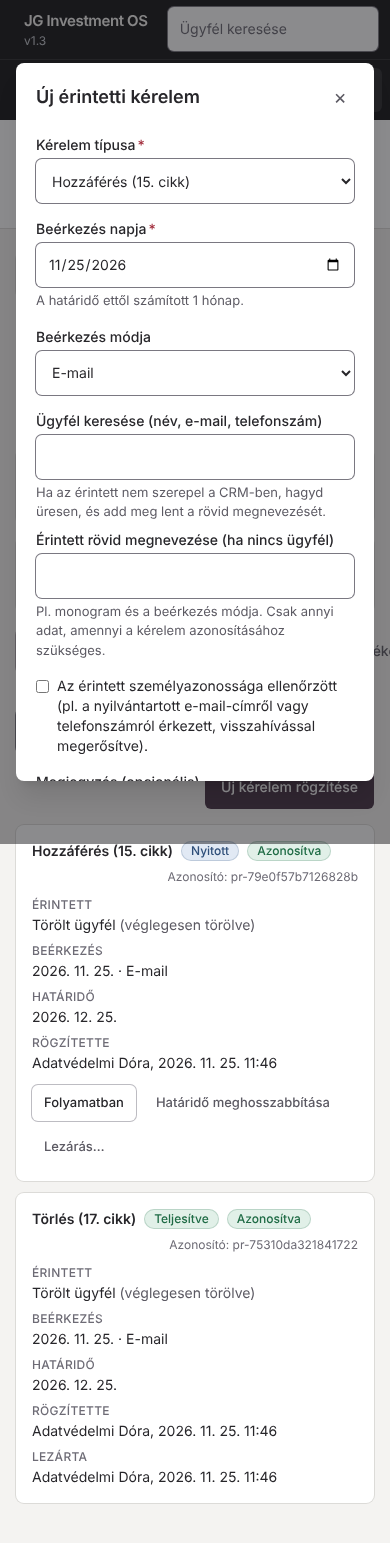 JG Investment OS
v1.3
Ügyfél keresése
Új érintetti kérelem
×
Kérelem típusa *
Hozzáférés (15. cikk)
Beérkezés napja *
11/25/2026
A határidő ettől számított 1 hónap.
Beérkezés módja
E-mail
Ügyfél keresése (név, e-mail, telefonszám)
Ha az érintett nem szerepel a CRM-ben, hagyd
üresen, és add meg lent a rövid megnevezését.
Érintett rövid megnevezése (ha nincs ügyfél)
Pl. monogram és a beérkezés módja. Csak annyi
adat, amennyi a kérelem azonosításához
szükséges.
Az érintett személyazonossága ellenőrzött
(pl. a nyilvántartott e-mail-címről vagy
telefonszámról érkezett, visszahívással
megerősítve).
Megjegyzés (opcionális)
Új kérelem rögzítése
Hozzáférés (15. cikk) Nyitott Azonosítva
Azonosító: pr-79e0f57b7126828b
ÉRINTETT
Törölt ügyfél (véglegesen törölve)
BEÉRKEZÉS
2026. 11. 25. · E-mail
HATÁRIDŐ
2026. 12. 25.
RÖGZÍTETTE
Adatvédelmi Dóra, 2026. 11. 25. 11:46
Folyamatban Határidő meghosszabbítása
Lezárás...
Törlés (17. cikk) Teljesítve Azonosítva
Azonosító: pr-75310da321841722
ÉRINTETT
Törölt ügyfél (véglegesen törölve)
BEÉRKEZÉS
2026. 11. 25. · E-mail
HATÁRIDŐ
2026. 12. 25.
RÖGZÍTETTE
Adatvédelmi Dóra, 2026. 11. 25. 11:46
LEZÁRTA
Adatvédelmi Dóra, 2026. 11. 25. 11:46